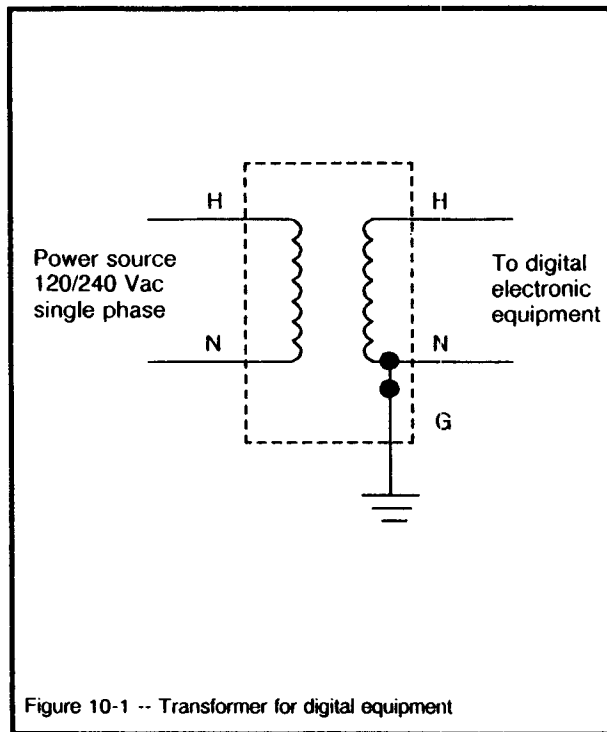 H
H
Power source
120/240 Vac
single phase
To digital
electronic
equipment
N
N
G
Figure 10-1 -- Transformer for digital equipment